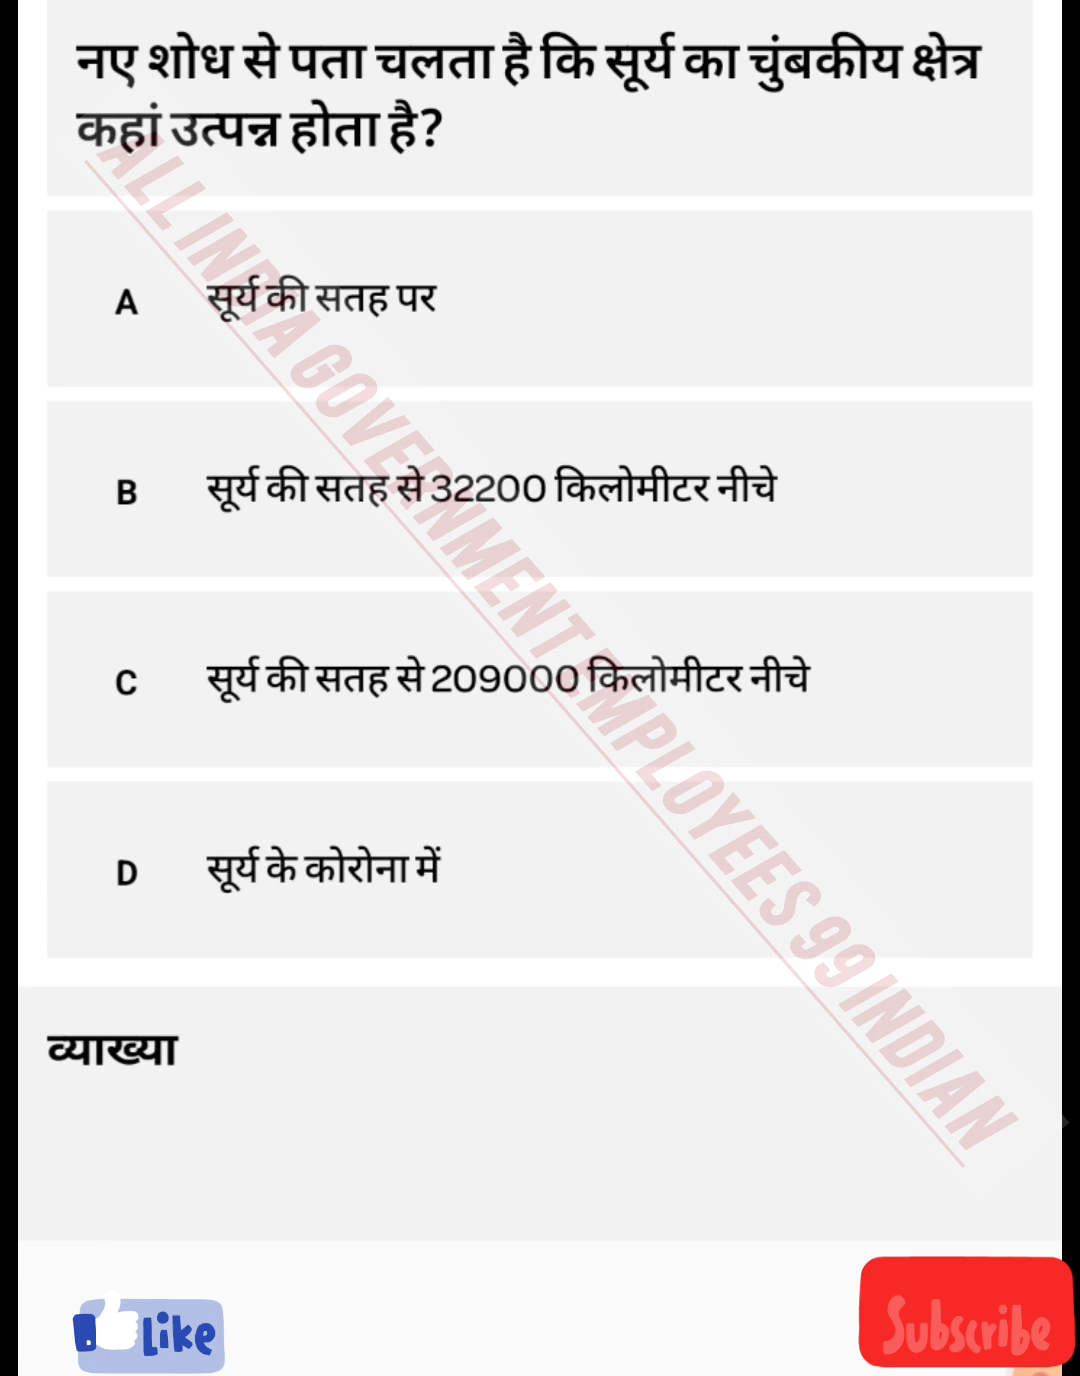 नए शोध से पता चलता है कि सूर्य का चुंबकीय क्षेत्र
कहां उत्पन्न होता है?
A सूर्य की सतह पर
B सूर्य की सतह से 32200 किलोमीटर नीचे
C सूर्य की सतह से 209000 किलोमीटर नीचे
D सूर्य के कोरोना में
ALL INDIA GOVERNMENT EMPLOYEES 99 INDIAN
व्याख्या
Like
Subscribe